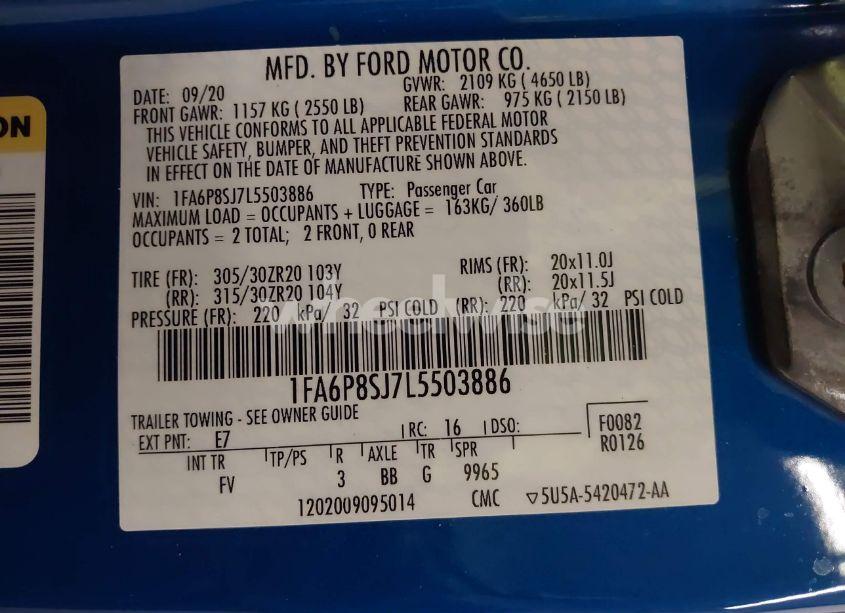 ON
MFD. BY FORD MOTOR CO.
DATE: 09/20 GVWR: 2109 KG ( 4650 LB)
FRONT GAWR: 1157 KG ( 2550 LB) REAR GAWR: 975 KG ( 2150 LB)
THIS VEHICLE CONFORMS TO ALL APPLICABLE FEDERAL MOTOR
VEHICLE SAFETY, BUMPER, AND THEFT PREVENTION STANDARDS
IN EFFECT ON THE DATE OF MANUFACTURE SHOWN ABOVE.
VIN: 1FA6P8SJ7L5503886 TYPE: Passenger Car
MAXIMUM LOAD = OCCUPANTS + LUGGAGE = 163KG/ 360LB
OCCUPANTS = 2 TOTAL; 2 FRONT, 0 REAR
TIRE (FR): 305/30ZR20 103Y RIMS (FR): 20x11.0J
(RR): 315/30ZR20 104Y (RR): 20x11.5J
PRESSURE (FR): 220 kPa/ 32 PSI COLD (RR): 220 kPa/ 32 PSI COLD
wheelwise
1FA6P8SJ7L5503886
TRAILER TOWING - SEE OWNER GUIDE
EXT PNT: E7 RC: 16 DSO: F0082
R0126
INT TR TP/PS R AXLE TR SPR
FV 3 BB G 9965
1202009095014 CMC ▽5U5A-5420472-AA